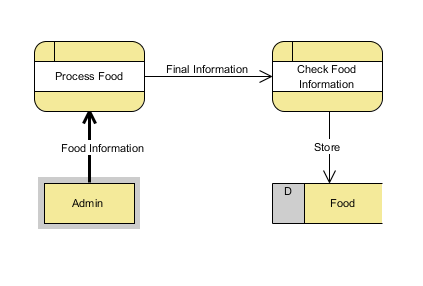 Process Food
Final Information
Check Food
Information
Food Information
Store
Admin
D
Food